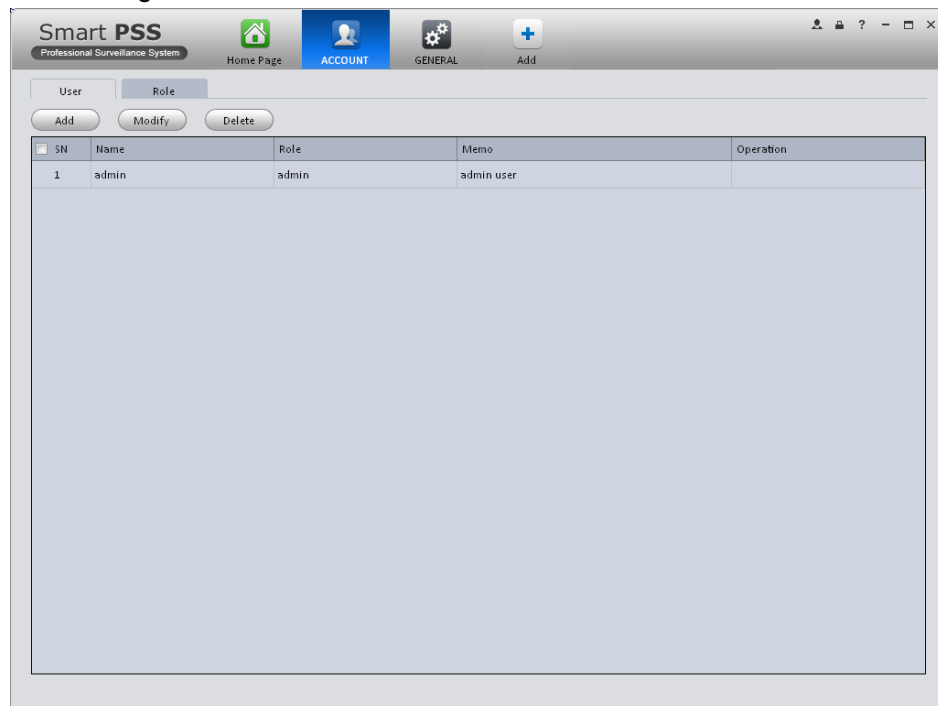 Smart PSS
Professional Surveillance System
Home Page
ACCOUNT
GENERAL
Add
?
User
Role
Add
Modify
Delete
SN Name Role Memo Operation
1 admin admin admin user